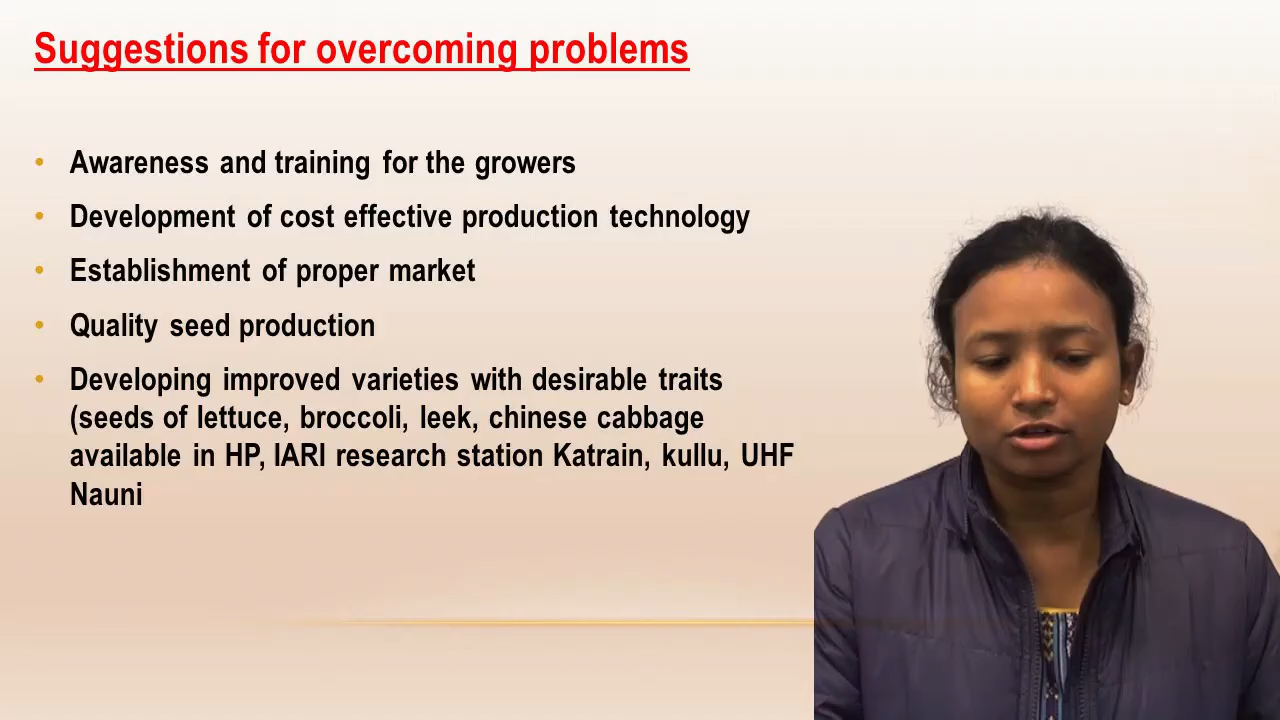 Suggestions for overcoming problems
• Awareness and training for the growers
• Development of cost effective production technology
• Establishment of proper market
• Quality seed production
• Developing improved varieties with desirable traits
(seeds of lettuce, broccoli, leek, chinese cabbage
available in HP, IARI research station Katrain, kullu, UHF
Nauni